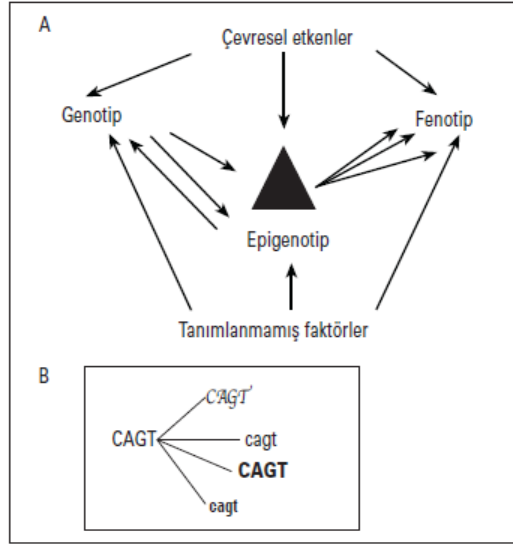 A
Çevresel etkenler
Genotip
Fenotip
Epigenotip
Tanımlanmamış faktörler
B
CAGT
CAGT
cagt
CAGT
cagt